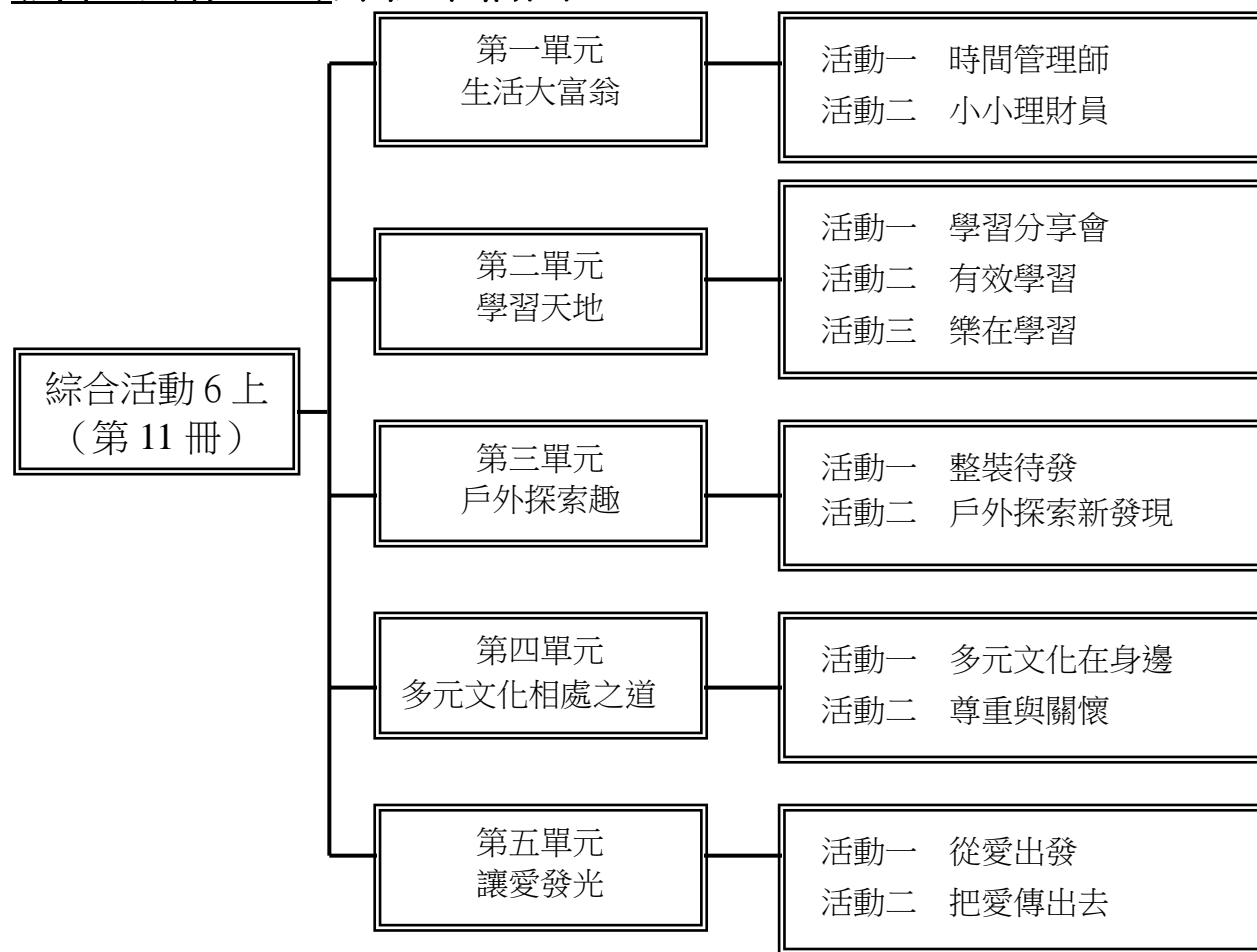 第一單元
生活大富翁
活動一 時間管理師
活動二 小小理財員
第二單元
學習天地
活動一 學習分享會
活動二 有效學習
活動三 樂在學習
綜合活動 6 上
（第 11 冊）
第三單元
戶外探索趣
活動一 整裝待發
活動二 戶外探索新發現
第四單元
多元文化相處之道
活動一 多元文化在身邊
活動二 尊重與關懷
第五單元
讓愛發光
活動一 從愛出發
活動二 把愛傳出去